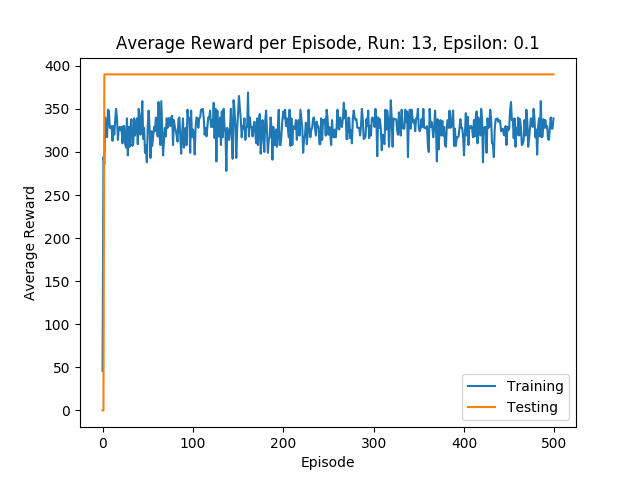 Average Reward per Episode, Run: 13, Epsilon: 0.1
400
350
300
250
200
150
100
50
0
Average Reward
0 100 200 300 400 500
Episode
Training
Testing